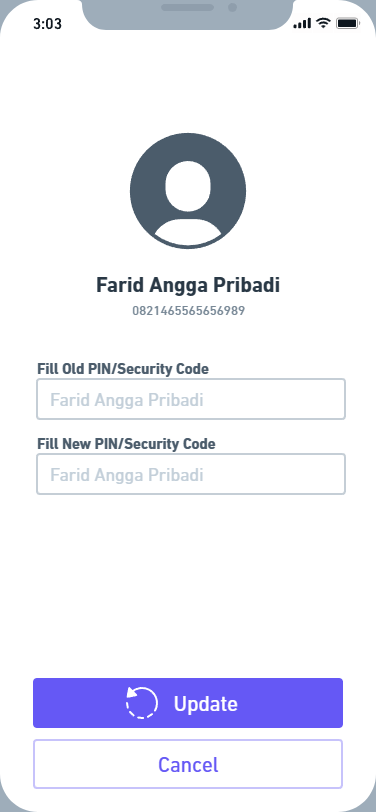 3:03
Farid Angga Pribadi
0821465565656989
Fill Old PIN/Security Code
Farid Angga Pribadi
Fill New PIN/Security Code
Farid Angga Pribadi
Update
Cancel